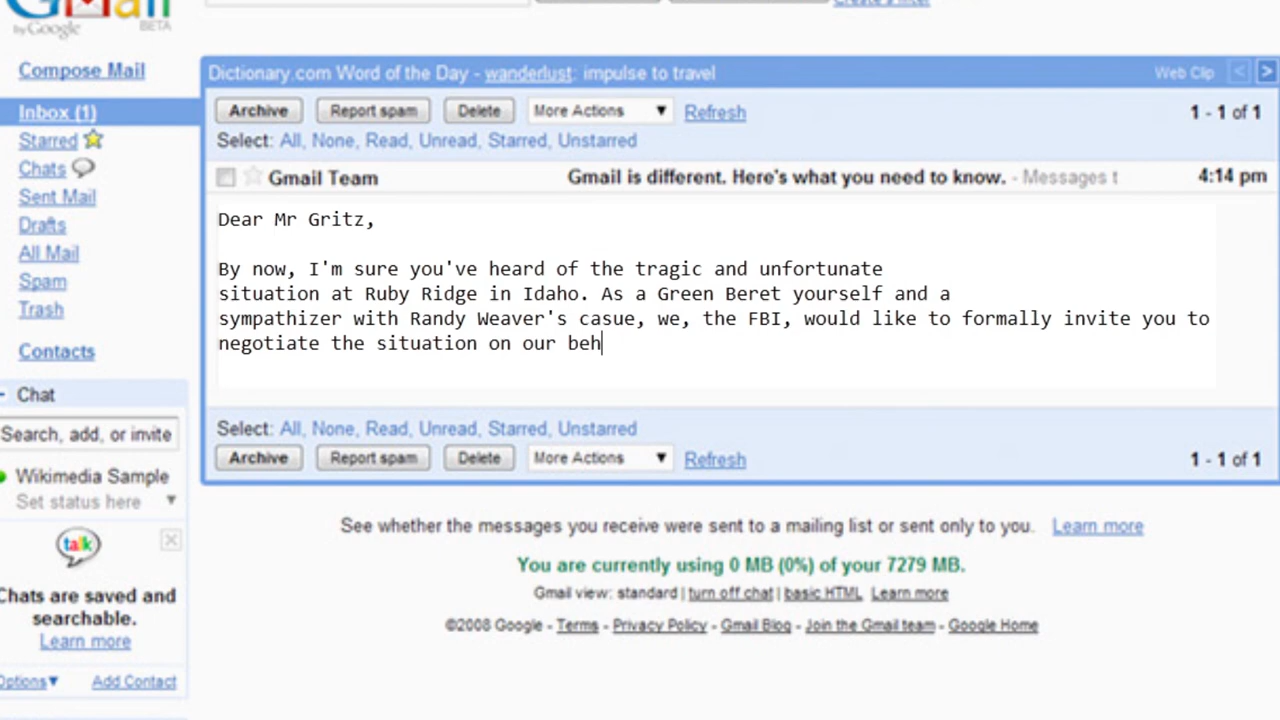 Gmail
by Google BETA
Create a filter
Compose Mail
Inbox (1)
Starred
Chats
Sent Mail
Drafts
All Mail
Spam
Trash
Contacts
Chat
Search, add, or invite
Wikimedia Sample
Set status here
talk
Chats are saved and
searchable.
Learn more
Options Add Contact
Dictionary.com Word of the Day - wanderlust: impulse to travel Web Clip < >
Archive Report spam Delete More Actions Refresh 1 - 1 of 1
Select: All, None, Read, Unread, Starred, Unstarred
Gmail Team Gmail is different. Here's what you need to know. - Messages t 4:14 pm
Dear Mr Gritz,
By now, I'm sure you've heard of the tragic and unfortunate
situation at Ruby Ridge in Idaho. As a Green Beret yourself and a
sympathizer with Randy Weaver's casue, we, the FBI, would like to formally invite you to
negotiate the situation on our beh
Select: All, None, Read, Unread, Starred, Unstarred
Archive Report spam Delete More Actions Refresh 1 - 1 of 1
See whether the messages you receive were sent to a mailing list or sent only to you. Learn more
You are currently using 0 MB (0%) of your 7279 MB.
Gmail view: standard | turn off chat | basic HTML Learn more
©2008 Google - Terms - Privacy Policy - Gmail Blog - Join the Gmail team - Google Home